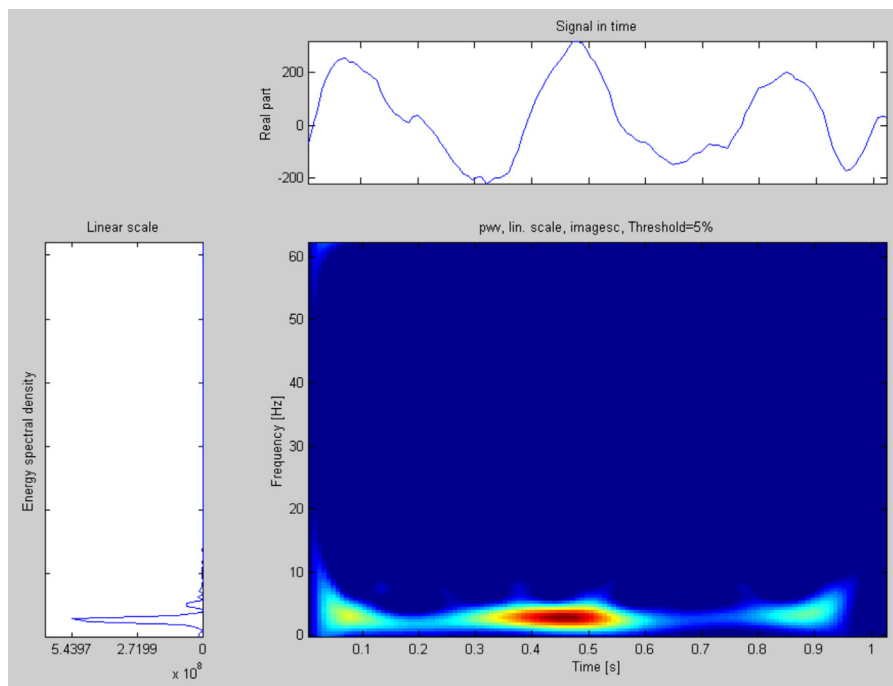 Signal in time
Real part
200
0
-200
Linear scale
Energy spectral density
5.4397 2.7199 0
x 10^8
pwv, lin. scale, imagesc, Threshold=5%
Frequency [Hz]
60
50
40
30
20
10
0
0.1 0.2 0.3 0.4 0.5 0.6 0.7 0.8 0.9 1
Time [s]